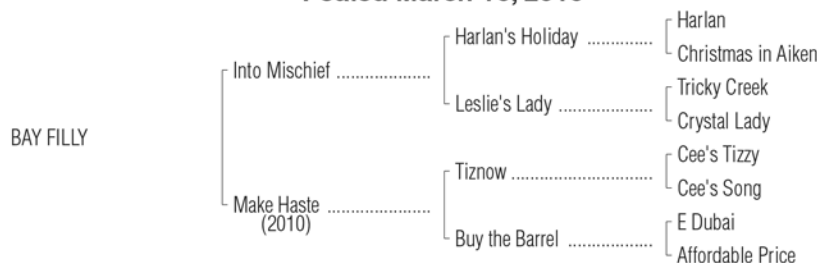 Harlan
Harlan's Holiday ..............
Christmas in Aiken
Into Mischief ....................
Tricky Creek
Leslie's Lady ....................
Crystal Lady
BAY FILLY
Cee's Tizzy
Tiznow ..............................
Cee's Song
Make Haste ......................
(2010)
E Dubai
Buy the Barrel ..................
Affordable Price